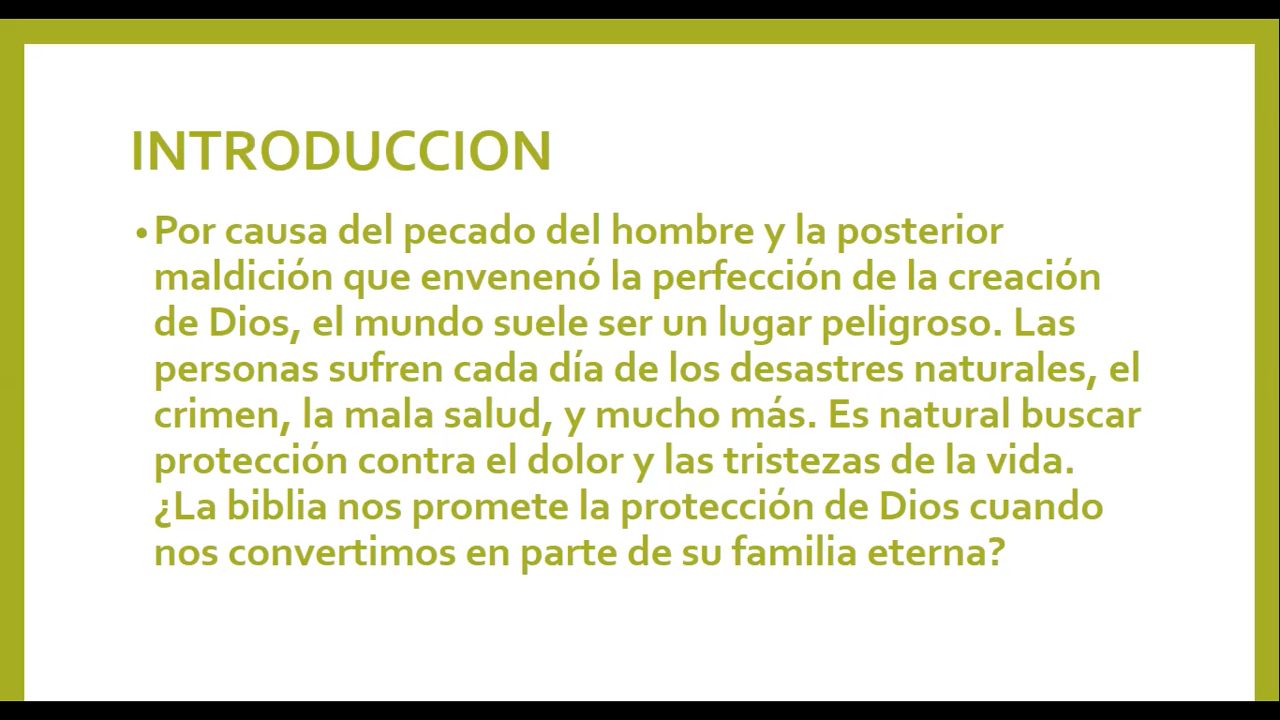 INTRODUCCION
•Por causa del pecado del hombre y la posterior
maldición que envenenó la perfección de la creación
de Dios, el mundo suele ser un lugar peligroso. Las
personas sufren cada día de los desastres naturales, el
crimen, la mala salud, y mucho más. Es natural buscar
protección contra el dolor y las tristezas de la vida.
¿La biblia nos promete la protección de Dios cuando
nos convertimos en parte de su familia eterna?